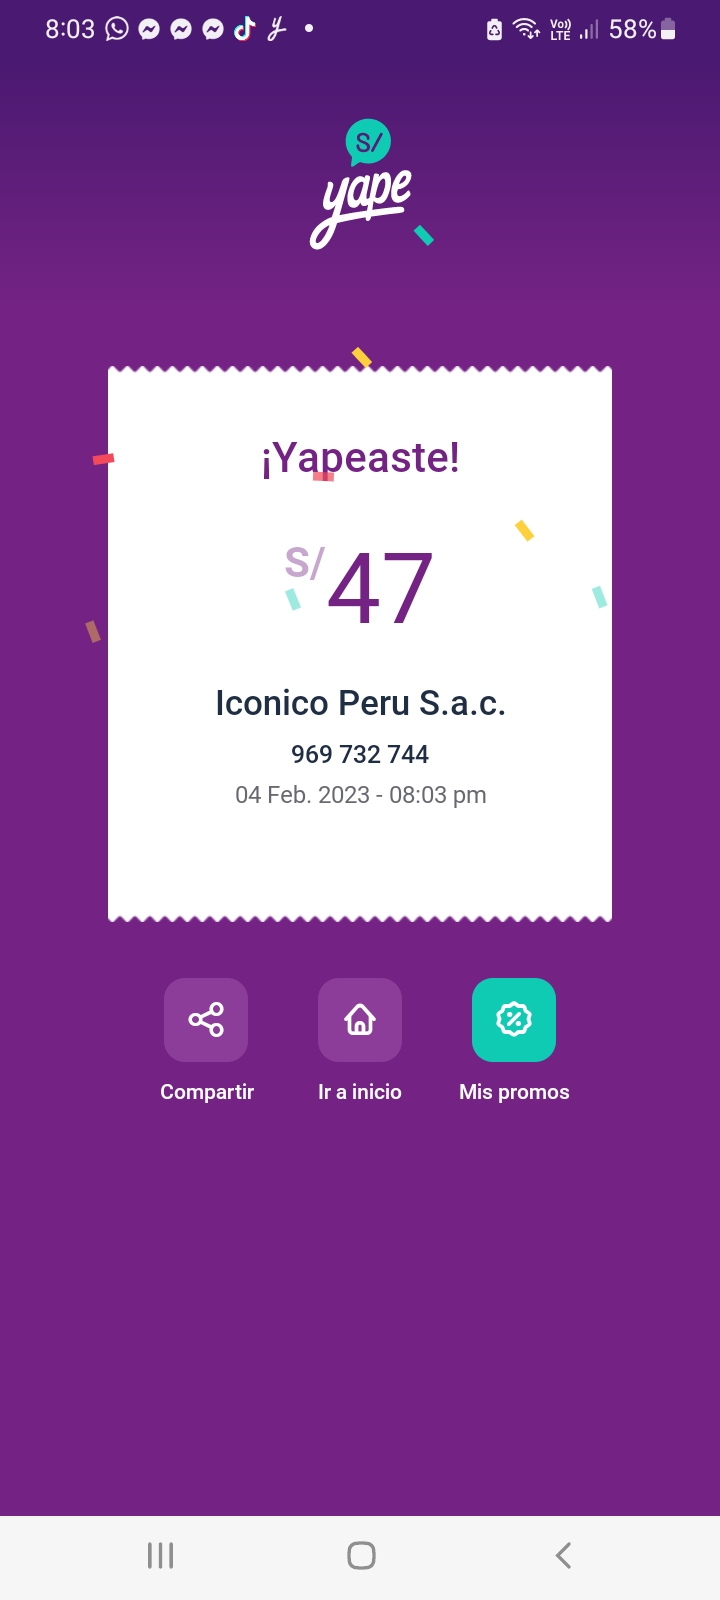 8:03 Vo)) LTE 58%
S/
yape
¡Yapeaste!
S/ 47
Iconico Peru S.a.c.
969 732 744
04 Feb. 2023 - 08:03 pm
Compartir Ir a inicio Mis promos